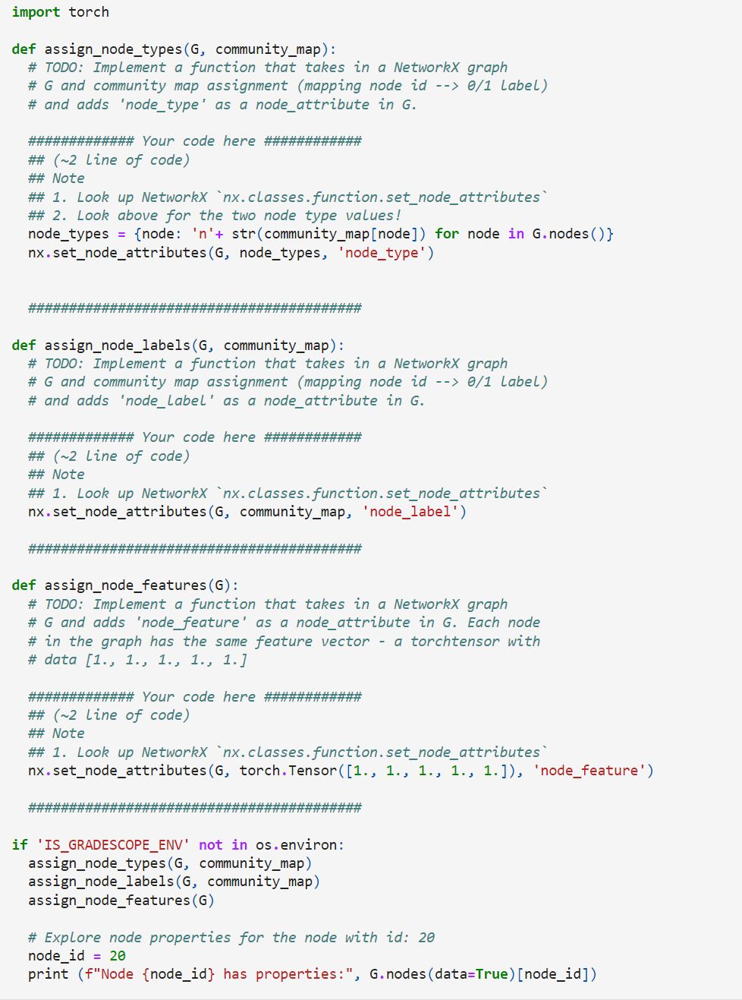 import torch

def assign_node_types(G, community_map):
  # TODO: Implement a function that takes in a NetworkX graph
  # G and community map assignment (mapping node id --> 0/1 label)
  # and adds 'node_type' as a node_attribute in G.

  ############# Your code here ############
  ## (~2 line of code)
  ## Note
  ## 1. Look up NetworkX `nx.classes.function.set_node_attributes`
  ## 2. Look above for the two node type values!
  node_types = {node: 'n'+ str(community_map[node]) for node in G.nodes()}
  nx.set_node_attributes(G, node_types, 'node_type')

  #########################################

def assign_node_labels(G, community_map):
  # TODO: Implement a function that takes in a NetworkX graph
  # G and community map assignment (mapping node id --> 0/1 label)
  # and adds 'node_label' as a node_attribute in G.

  ############# Your code here ############
  ## (~2 line of code)
  ## Note
  ## 1. Look up NetworkX `nx.classes.function.set_node_attributes`
  nx.set_node_attributes(G, community_map, 'node_label')

  #########################################

def assign_node_features(G):
  # TODO: Implement a function that takes in a NetworkX graph
  # G and adds 'node_feature' as a node_attribute in G. Each node
  # in the graph has the same feature vector - a torchtensor with
  # data [1., 1., 1., 1., 1.]

  ############# Your code here ############
  ## (~2 line of code)
  ## Note
  ## 1. Look up NetworkX `nx.classes.function.set_node_attributes`
  nx.set_node_attributes(G, torch.Tensor([1., 1., 1., 1., 1.]), 'node_feature')

  #########################################

if 'IS_GRADESCOPE_ENV' not in os.environ:
  assign_node_types(G, community_map)
  assign_node_labels(G, community_map)
  assign_node_features(G)

  # Explore node properties for the node with id: 20
  node_id = 20
  print (f"Node {node_id} has properties:", G.nodes(data=True)[node_id])